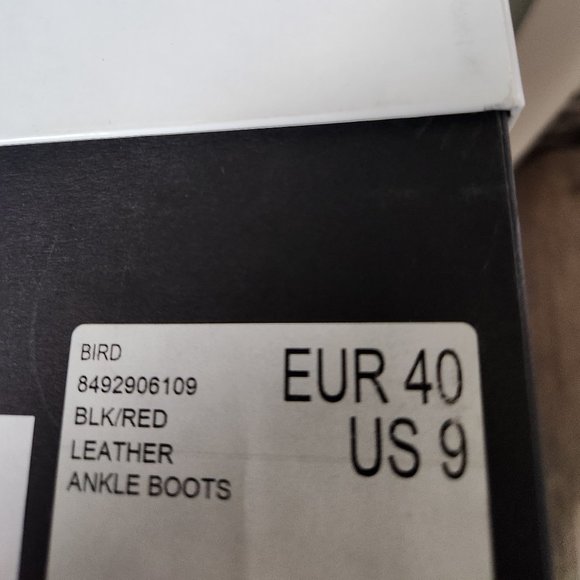 BIRD
8492906109
BLK/RED
LEATHER
ANKLE BOOTS
EUR 40
US 9